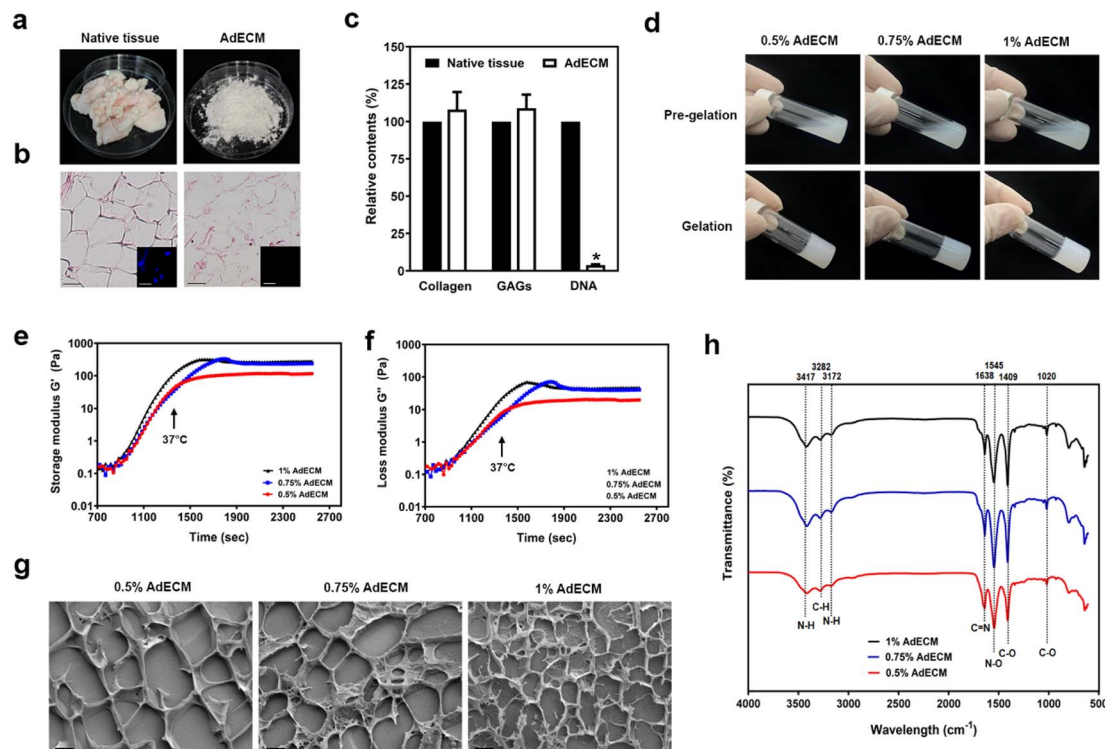 a
Native tissue
AdECM
b
c
150
125
100
75
50
25
0
Relative contents (%)
Native tissue
AdECM
*
Collagen
GAGs
DNA
d
0.5% AdECM
0.75% AdECM
1% AdECM
Pre-gelation
Gelation
e
Storage modulus G' (Pa)
1000
100
10
1
0.1
0.01
37°C
1% AdECM
0.75% AdECM
0.5% AdECM
700
1100
1500
1900
2300
2700
Time (sec)
f
Loss modulus G" (Pa)
1000
100
10
1
0.1
0.01
37°C
1% AdECM
0.75% AdECM
0.5% AdECM
700
1100
1500
1900
2300
2700
Time (sec)
g
0.5% AdECM
0.75% AdECM
1% AdECM
h
3417
3282
3172
1638
1545
1409
1020
Transmittance (%)
N-H
C-H
N-H
C=N
N-O
C-O
C-O
1% AdECM
0.75% AdECM
0.5% AdECM
4000
3500
3000
2500
2000
1500
1000
500
Wavelength (cm⁻¹)